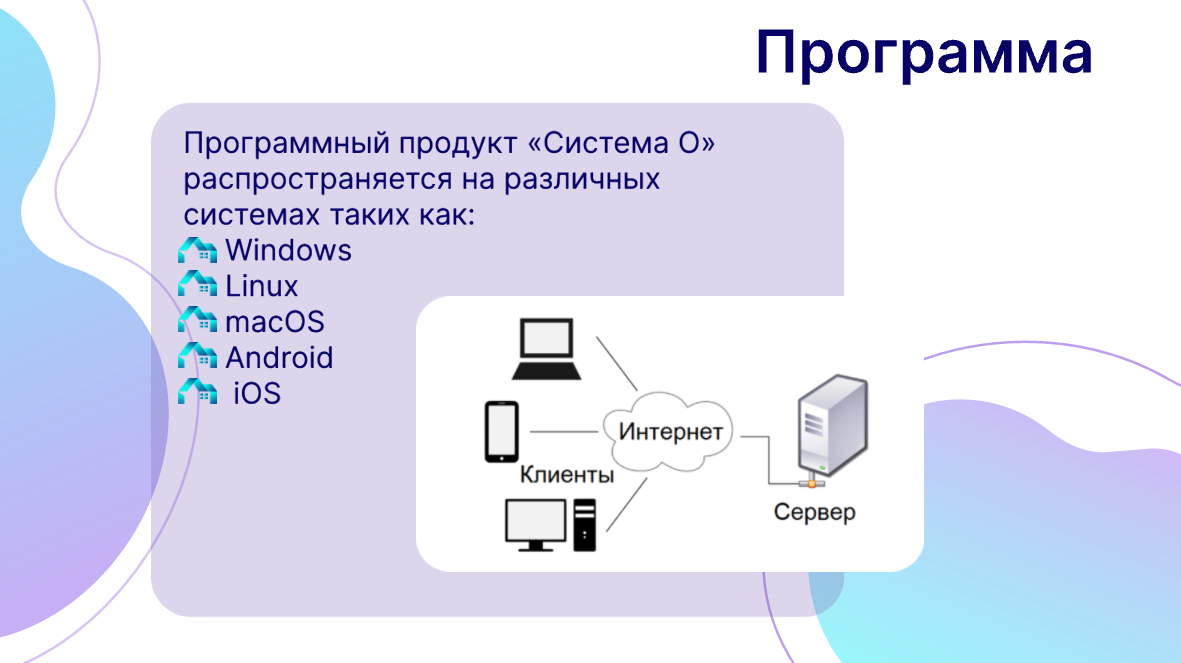 Программа
Программный продукт «Система О»
распространяется на различных
системах таких как:
Windows
Linux
macOS
Android
iOS
Интернет
Клиенты
Сервер